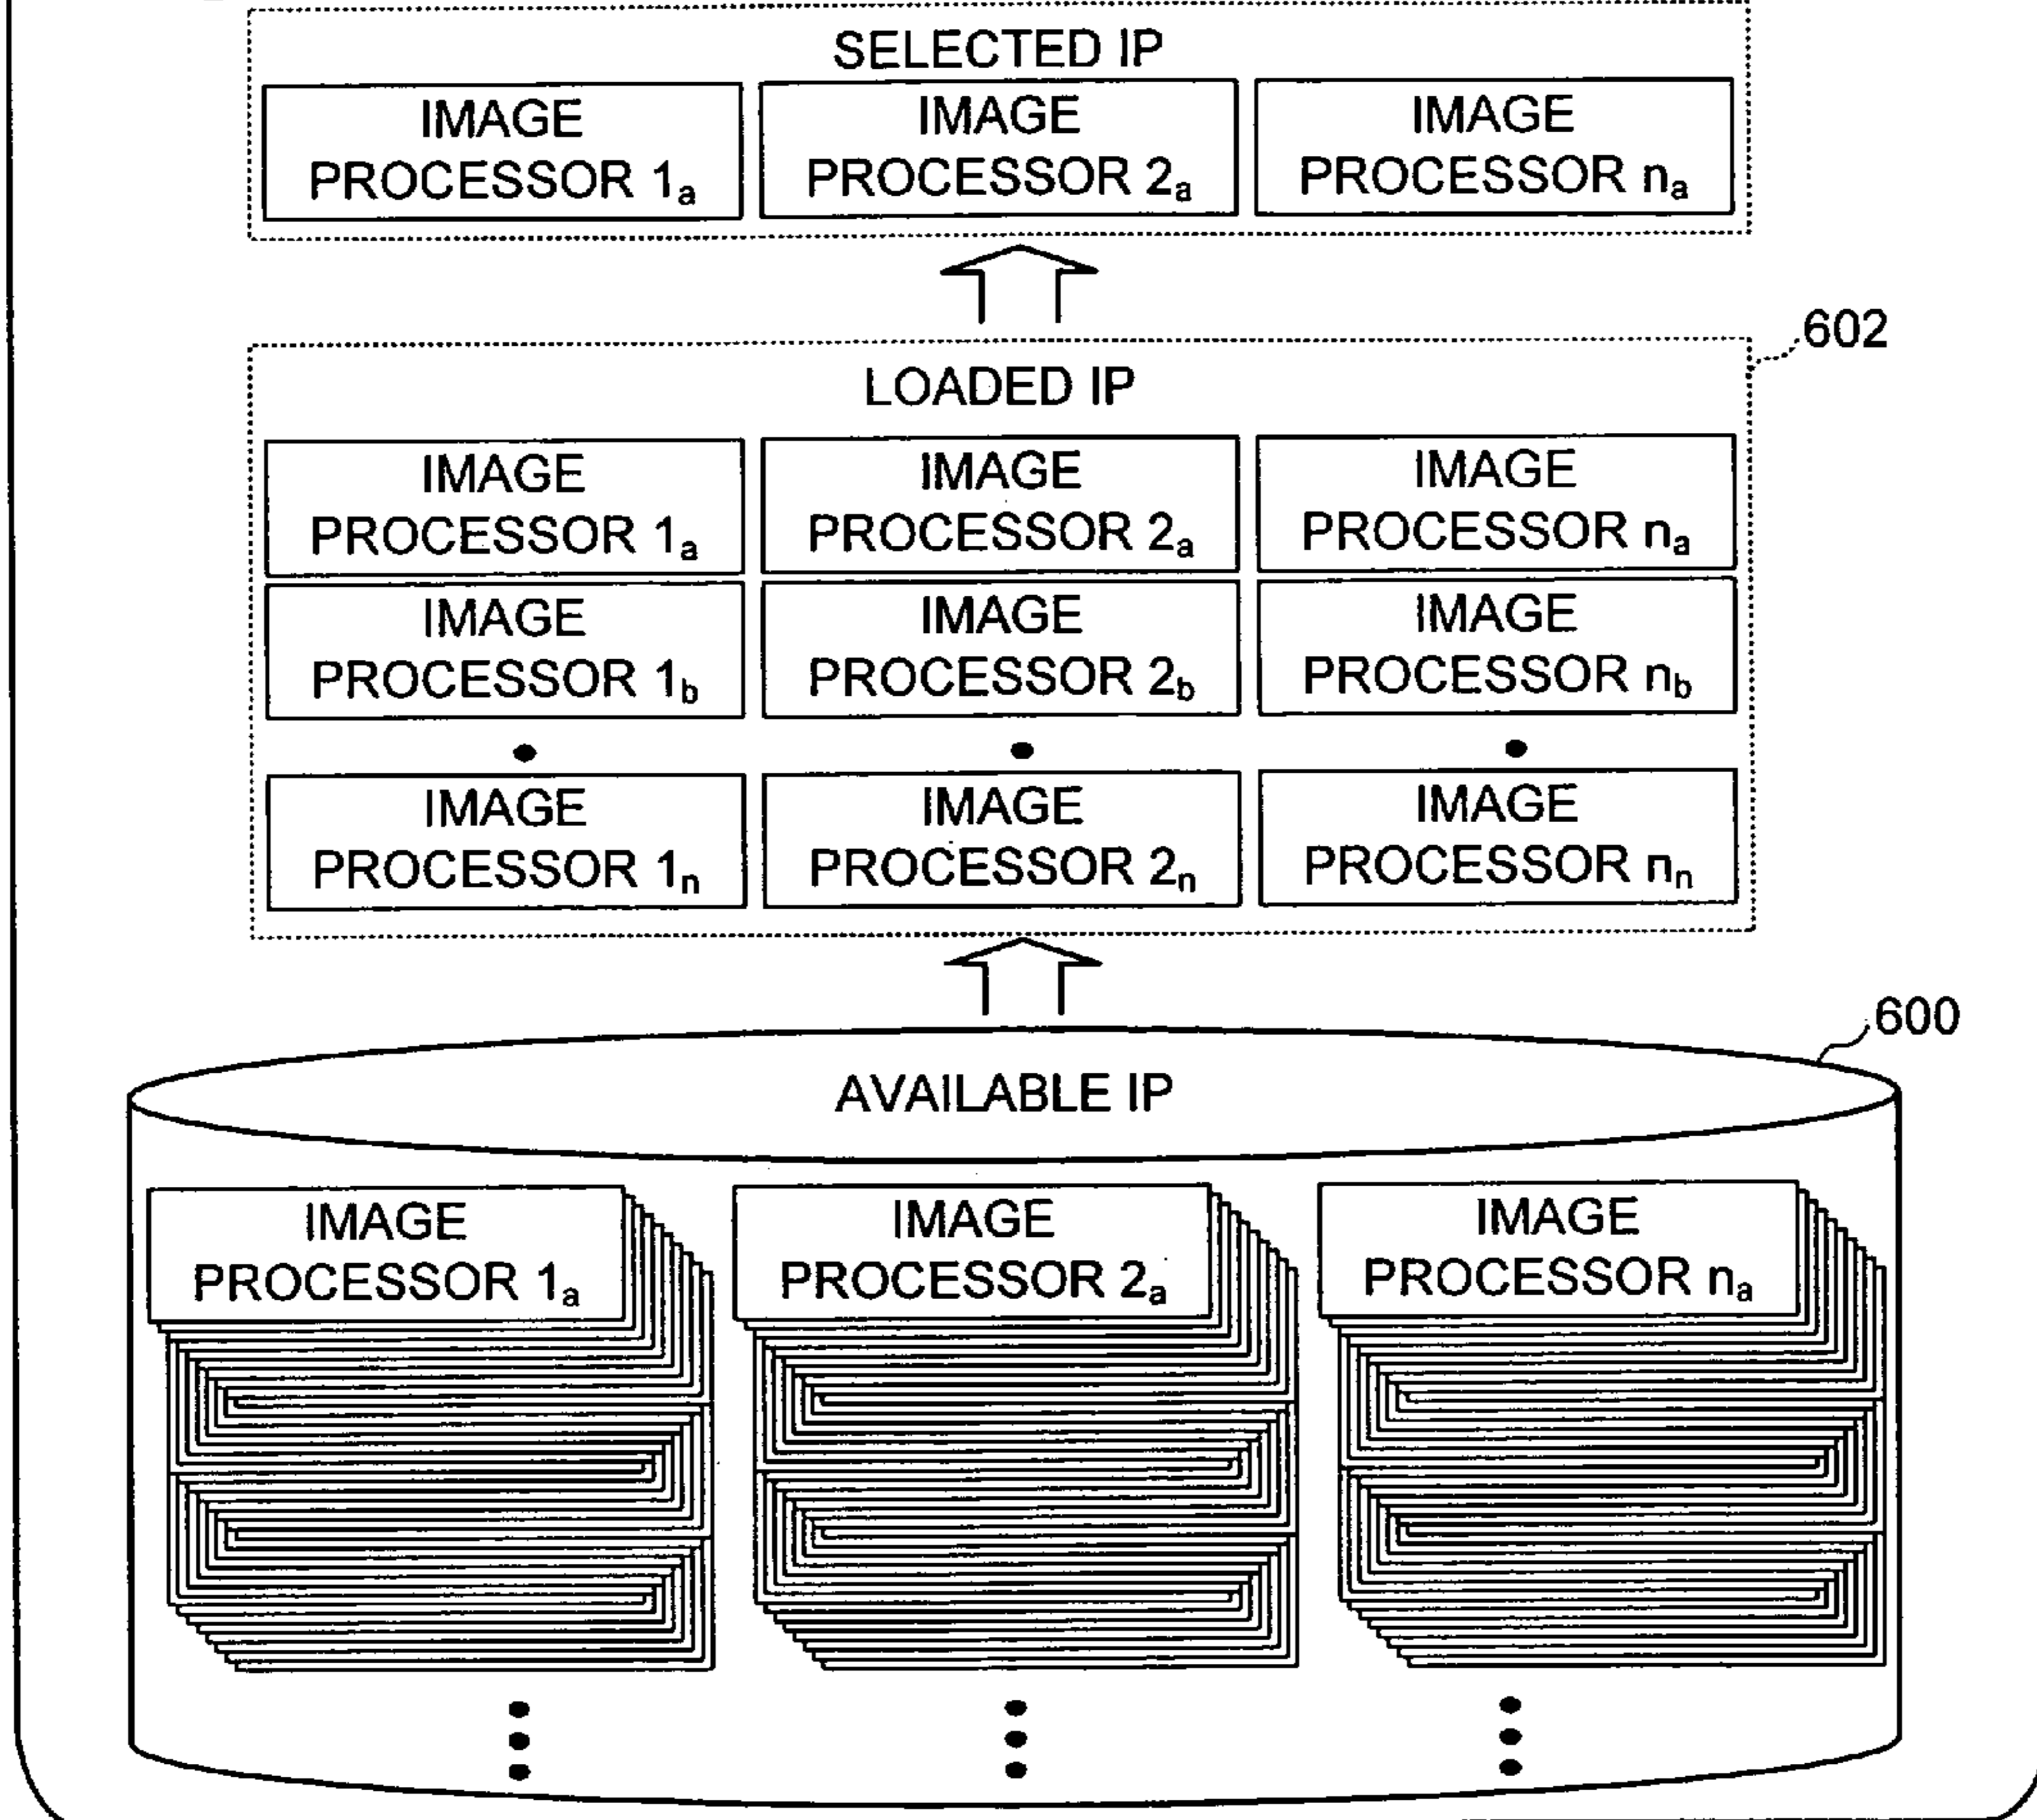 SELECTED IP
IMAGE PROCESSOR 1a
IMAGE PROCESSOR 2a
IMAGE PROCESSOR na
602
LOADED IP
IMAGE PROCESSOR 1a
IMAGE PROCESSOR 2a
IMAGE PROCESSOR na
IMAGE PROCESSOR 1b
IMAGE PROCESSOR 2b
IMAGE PROCESSOR nb
IMAGE PROCESSOR 1n
IMAGE PROCESSOR 2n
IMAGE PROCESSOR nn
600
AVAILABLE IP
IMAGE PROCESSOR 1a
IMAGE PROCESSOR 2a
IMAGE PROCESSOR na